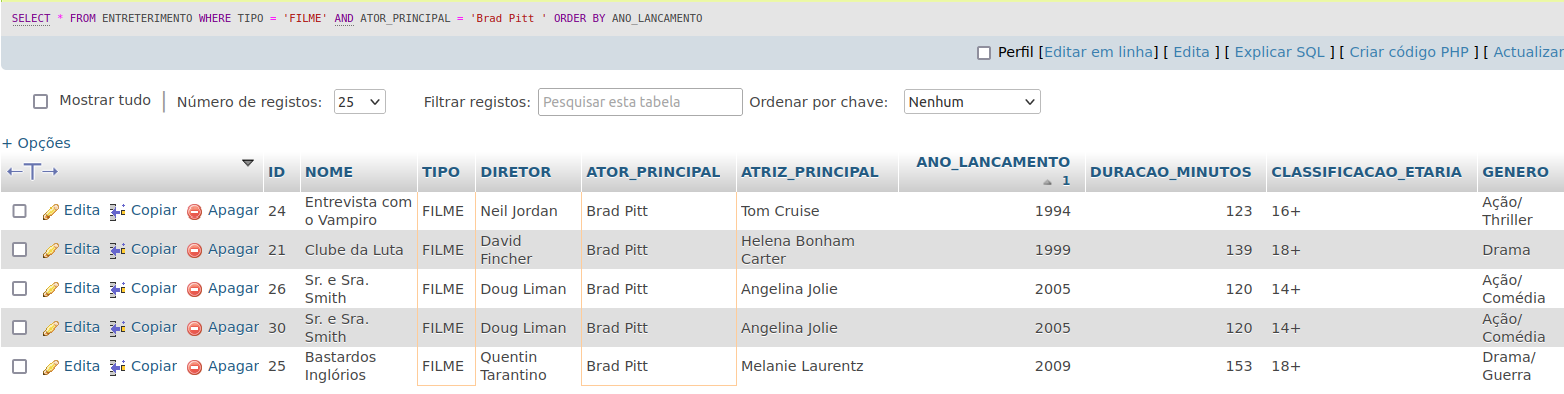 SELECT * FROM ENTRETERIMENTO WHERE TIPO = 'FILME' AND ATOR_PRINCIPAL = 'Brad Pitt ' ORDER BY ANO_LANCAMENTO
Perfil [Editar em linha] [ Edita ] [ Explicar SQL ] [ Criar código PHP ] [ Actualizar
Mostrar tudo | Número de registos: 25 Filtrar registos: Pesquisar esta tabela Ordenar por chave: Nenhum
+ Opções
←T→ ID NOME TIPO DIRETOR ATOR_PRINCIPAL ATRIZ_PRINCIPAL ANO_LANCAMENTO 1 DURACAO_MINUTOS CLASSIFICACAO_ETARIA GENERO
Edita Copiar Apagar 24 Entrevista com o Vampiro FILME Neil Jordan Brad Pitt Tom Cruise 1994 123 16+ Ação/ Thriller
Edita Copiar Apagar 21 Clube da Luta FILME David Fincher Brad Pitt Helena Bonham Carter 1999 139 18+ Drama
Edita Copiar Apagar 26 Sr. e Sra. Smith FILME Doug Liman Brad Pitt Angelina Jolie 2005 120 14+ Ação/ Comédia
Edita Copiar Apagar 30 Sr. e Sra. Smith FILME Doug Liman Brad Pitt Angelina Jolie 2005 120 14+ Ação/ Comédia
Edita Copiar Apagar 25 Bastardos Inglórios FILME Quentin Tarantino Brad Pitt Melanie Laurentz 2009 153 18+ Drama/ Guerra